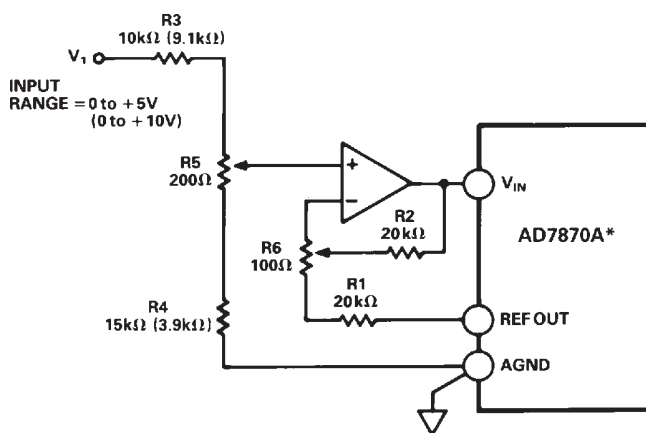 R3
10kΩ (9.1kΩ)
V₁
INPUT
RANGE = 0 to +5V
(0 to +10V)
R5
200Ω
+
−
R2
20kΩ
VIN
AD7870A*
R6
100Ω
R1
20kΩ
R4
15kΩ (3.9kΩ)
REF OUT
AGND